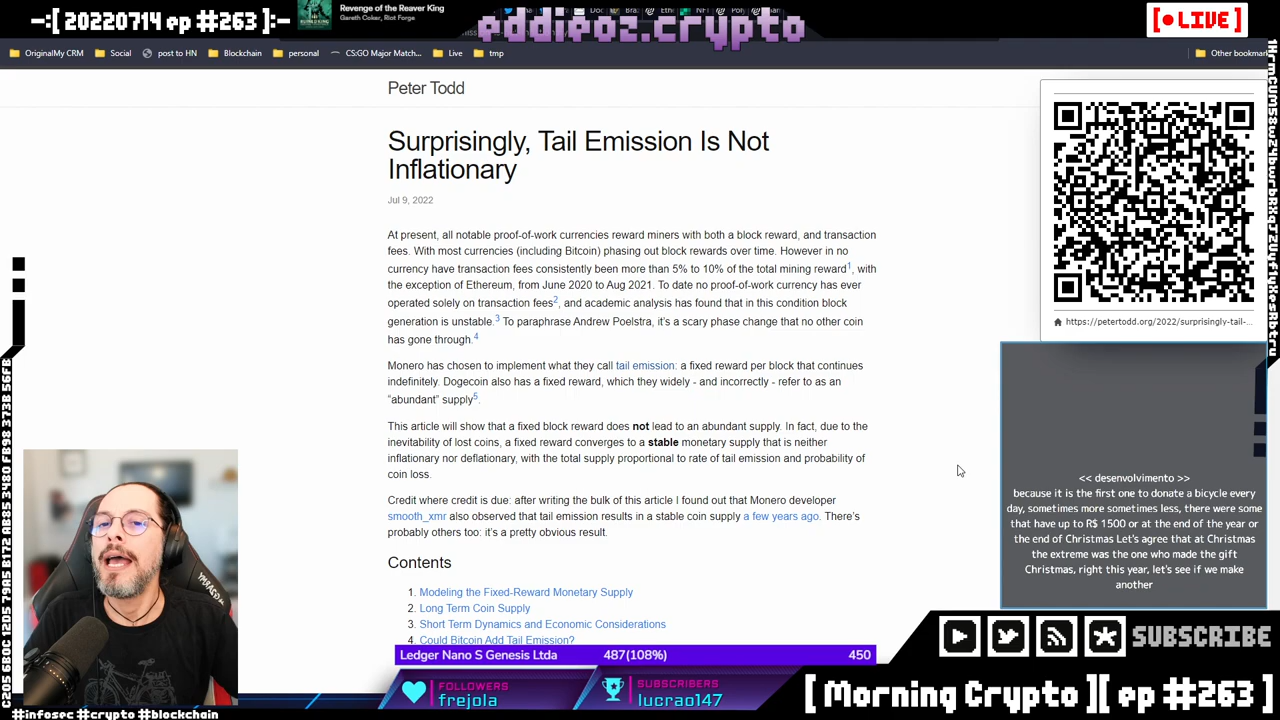 -:[ 20220714 ep #263 ]:-
Revenge of the Reaver King
Gareth Coker, Riot Forge
eddieoz.crypto
[ ● LIVE ]
OriginalMy CRM
Social
post to HN
Blockchain
personal
CS:GO Major Match...
Live
tmp
Other bookmar
Peter Todd
Surprisingly, Tail Emission Is Not
Inflationary
Jul 9, 2022
At present, all notable proof-of-work currencies reward miners with both a block reward, and transaction
fees. With most currencies (including Bitcoin) phasing out block rewards over time. However in no
currency have transaction fees consistently been more than 5% to 10% of the total mining reward1, with
the exception of Ethereum, from June 2020 to Aug 2021. To date no proof-of-work currency has ever
operated solely on transaction fees2, and academic analysis has found that in this condition block
generation is unstable.3 To paraphrase Andrew Poelstra, it's a scary phase change that no other coin
has gone through.4
Monero has chosen to implement what they call tail emission: a fixed reward per block that continues
indefinitely. Dogecoin also has a fixed reward, which they widely - and incorrectly - refer to as an
“abundant” supply5.
This article will show that a fixed block reward does not lead to an abundant supply. In fact, due to the
inevitability of lost coins, a fixed reward converges to a stable monetary supply that is neither
inflationary nor deflationary, with the total supply proportional to rate of tail emission and probability of
coin loss.
Credit where credit is due: after writing the bulk of this article I found out that Monero developer
smooth_xmr also observed that tail emission results in a stable coin supply a few years ago. There's
probably others too: it's a pretty obvious result.
Contents
1. Modeling the Fixed-Reward Monetary Supply
2. Long Term Coin Supply
3. Short Term Dynamics and Economic Considerations
4. Could Bitcoin Add Tail Emission?
https://petertodd.org/2022/surprisingly-tail-...
<< desenvolvimento >>
because it is the first one to donate a bicycle every
day, sometimes more sometimes less, there were some
that have up to R$ 1500 or at the end of the year or
the end of Christmas Let's agree that at Christmas
the extreme was the one who made the gift
Christmas, right this year, let's see if we make
another
Ledger Nano S Genesis Ltda
487(108%)
450
FOLLOWERS
frejola
SUBSCRIBERS
lucrao147
SUBSCRIBE
[ Morning Crypto ][ ep #263 ]
#infosec #crypto #blockchain